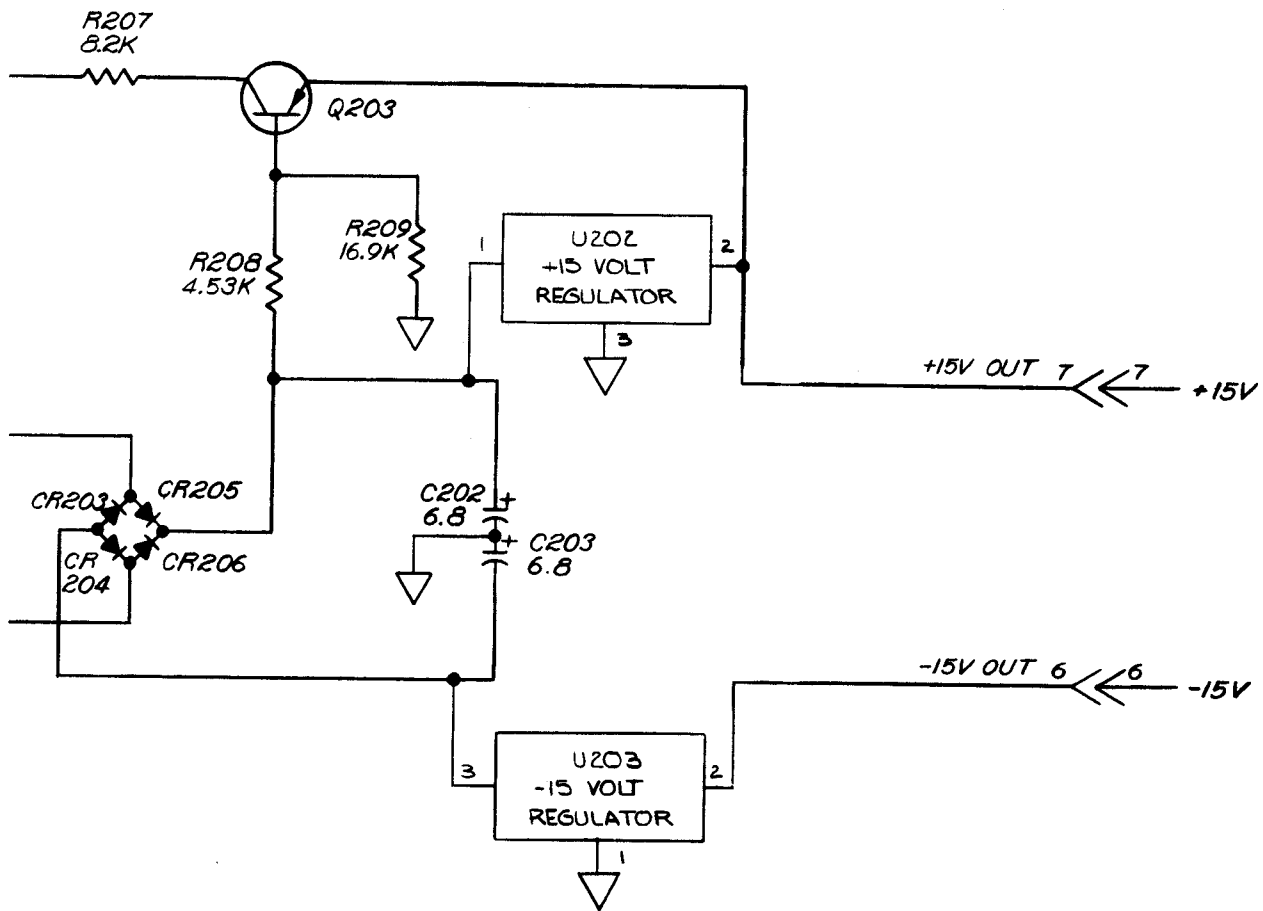 R207
8.2K
Q203
R208
4.53K
R209
16.9K
1
U202
+15 VOLT
REGULATOR
2
3
+15V OUT 7
7
+15V
CR203
CR205
CR
204
CR206
C202
6.8
+
+
C203
6.8
-15V OUT 6
6
-15V
3
U203
-15 VOLT
REGULATOR
2
1